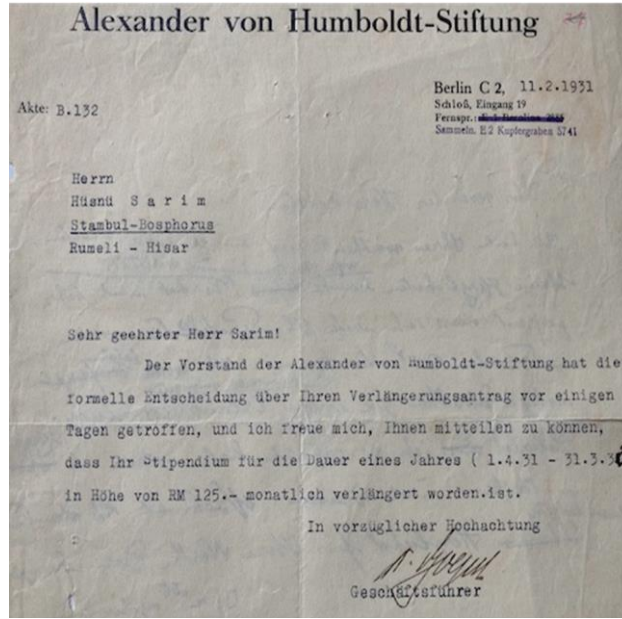 Alexander von Humboldt-Stiftung
Berlin C 2, 11.2.1931
Schloß, Eingang 19
Fernspr.:
Sammeln. E 2 Kupfergraben 5741
Akte: B.132
Herrn
Hüsnü Sarim
Stambul-Bosphorus
Rumeli - Hisar
Sehr geehrter Herr Sarim!
Der Vorstand der Alexander von Humboldt-Stiftung hat die
formelle Entscheidung über Ihren Verlängerungsantrag vor einigen
Tagen getroffen, und ich freue mich, Ihnen mitteilen zu können,
dass Ihr Stipendium für die Dauer eines Jahres ( 1.4.31 - 31.3.3
in Höhe von RM 125.- monatlich verlängert worden.ist.
In vorzüglicher Hochachtung
Geschäftsführer